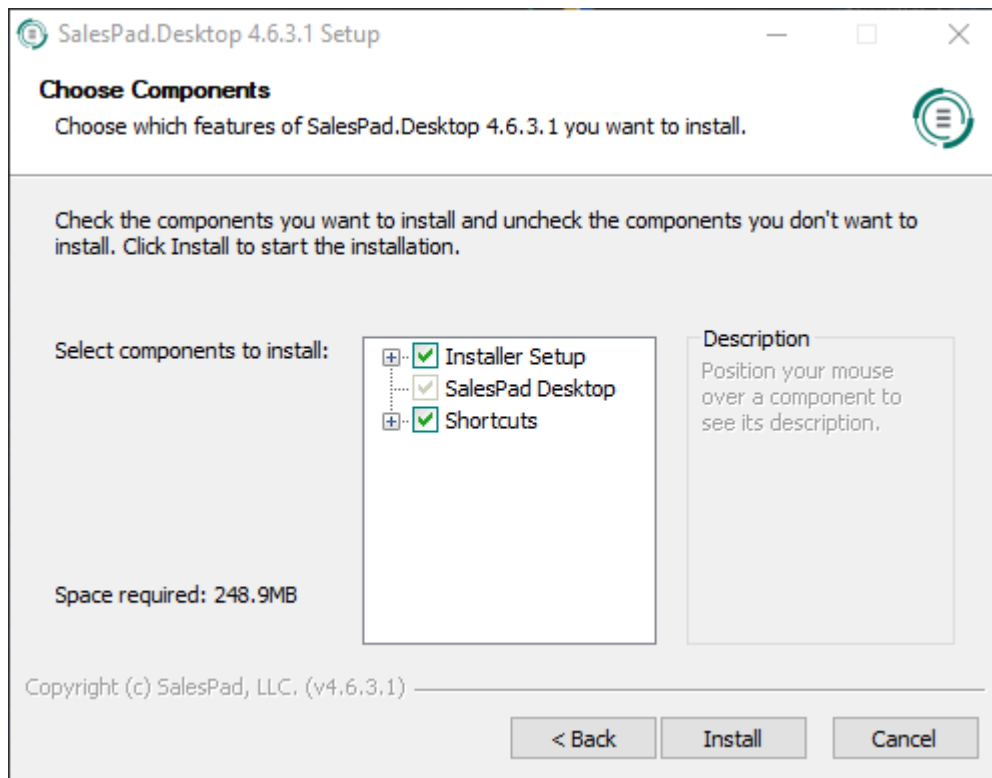 SalesPad.Desktop 4.6.3.1 Setup
Choose Components
Choose which features of SalesPad.Desktop 4.6.3.1 you want to install.
Check the components you want to install and uncheck the components you don't want to
install. Click Install to start the installation.
Select components to install:
Installer Setup
SalesPad Desktop
Shortcuts
Description
Position your mouse
over a component to
see its description.
Space required: 248.9MB
Copyright (c) SalesPad, LLC. (v4.6.3.1)
< Back
Install
Cancel